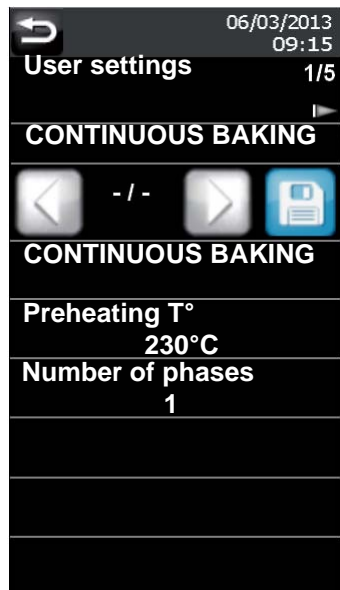 06/03/2013
09:15
User settings
1/5
CONTINUOUS BAKING
- / -
CONTINUOUS BAKING
Preheating T°
230°C
Number of phases
1